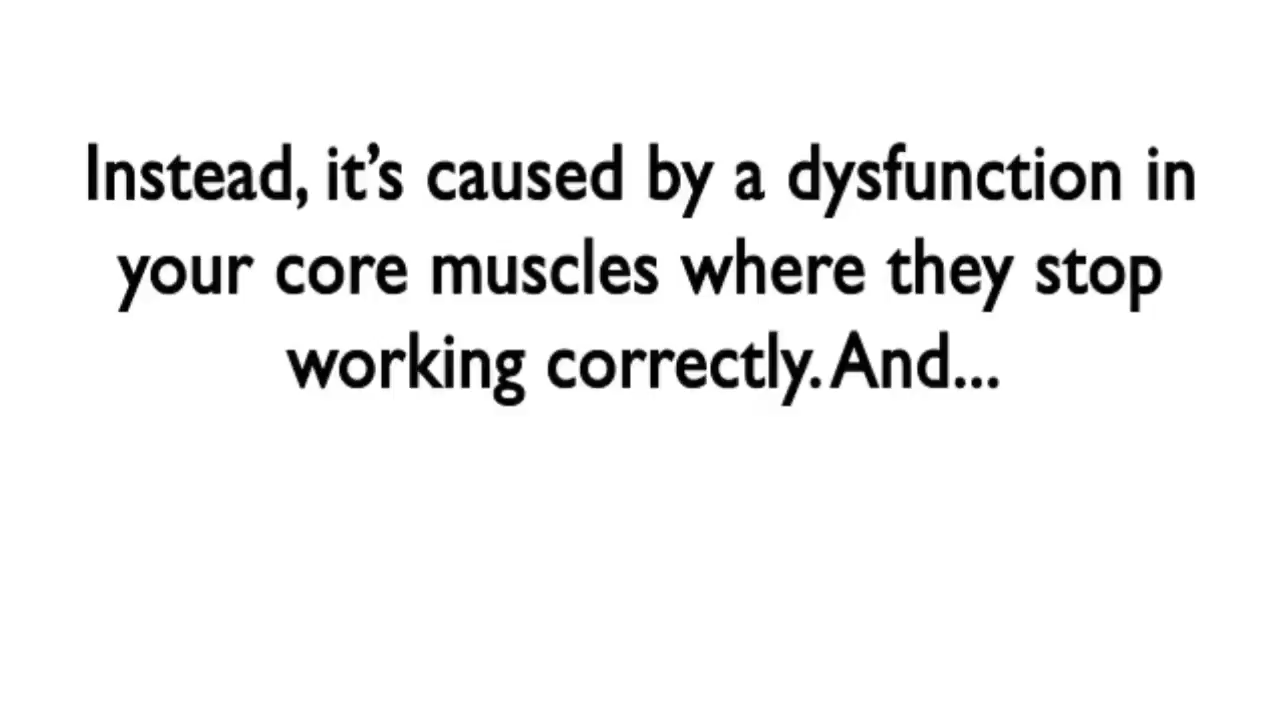 Instead, it’s caused by a dysfunction in
your core muscles where they stop
working correctly. And...